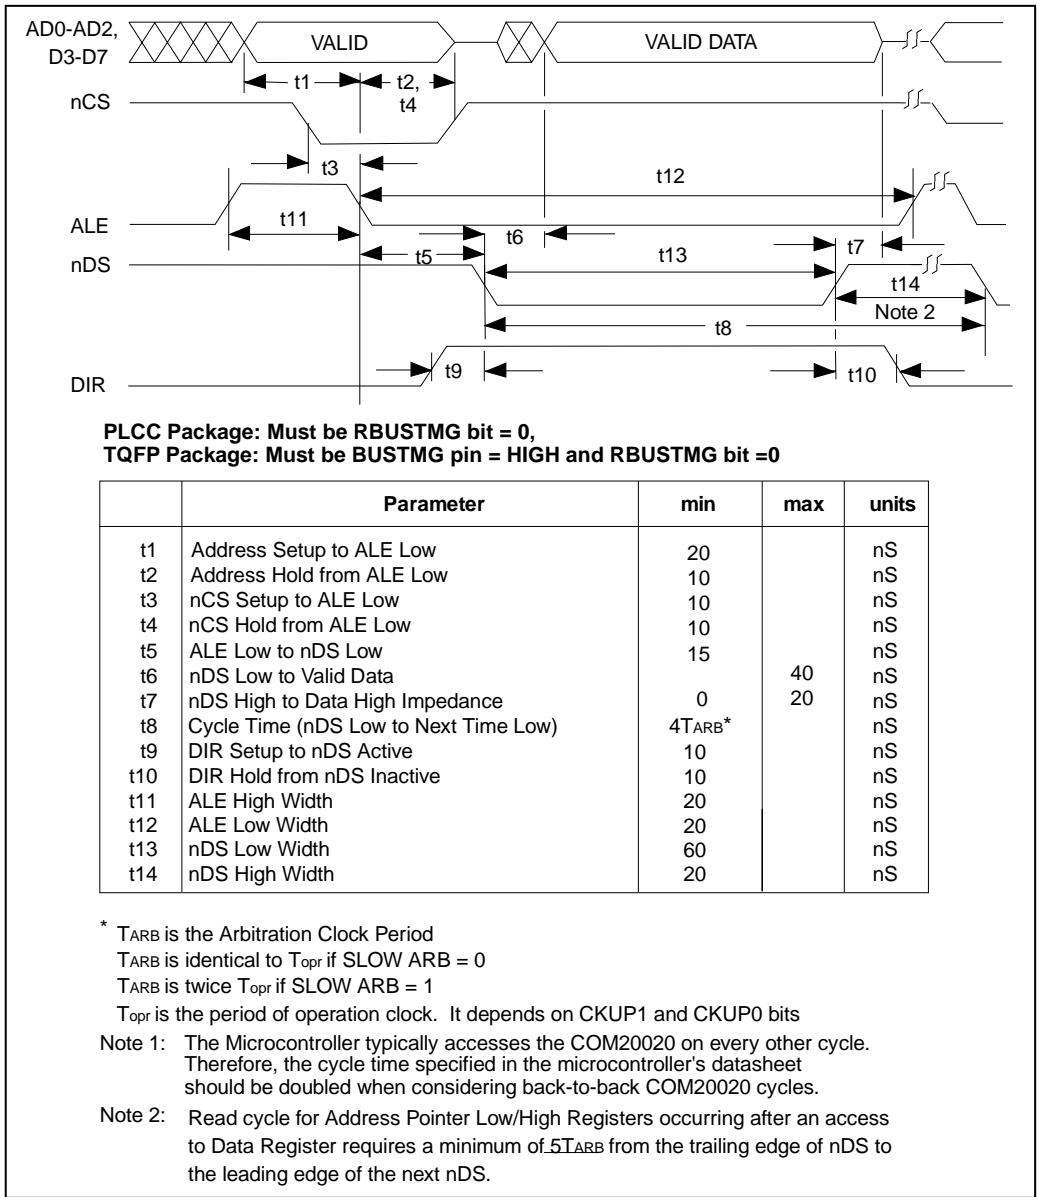 AD0-AD2,
D3-D7
VALID
VALID DATA
t1
t2,
t4
nCS
t3
t12
ALE
t11
t6
t7
t5
nDS
t13
t14
Note 2
t8
t9
t10
DIR
PLCC Package: Must be RBUSTMG bit = 0,
TQFP Package: Must be BUSTMG pin = HIGH and RBUSTMG bit =0
Parameter min max units
t1 Address Setup to ALE Low 20 nS
t2 Address Hold from ALE Low 10 nS
t3 nCS Setup to ALE Low 10 nS
t4 nCS Hold from ALE Low 10 nS
t5 ALE Low to nDS Low 15 nS
t6 nDS Low to Valid Data 40 nS
t7 nDS High to Data High Impedance 0 20 nS
t8 Cycle Time (nDS Low to Next Time Low) 4TARB* nS
t9 DIR Setup to nDS Active 10 nS
t10 DIR Hold from nDS Inactive 10 nS
t11 ALE High Width 20 nS
t12 ALE Low Width 20 nS
t13 nDS Low Width 60 nS
t14 nDS High Width 20 nS
* TARB is the Arbitration Clock Period
TARB is identical to Topr if SLOW ARB = 0
TARB is twice Topr if SLOW ARB = 1
Topr is the period of operation clock. It depends on CKUP1 and CKUP0 bits
Note 1: The Microcontroller typically accesses the COM20020 on every other cycle.
Therefore, the cycle time specified in the microcontroller's datasheet
should be doubled when considering back-to-back COM20020 cycles.
Note 2: Read cycle for Address Pointer Low/High Registers occurring after an access
to Data Register requires a minimum of 5TARB from the trailing edge of nDS to
the leading edge of the next nDS.